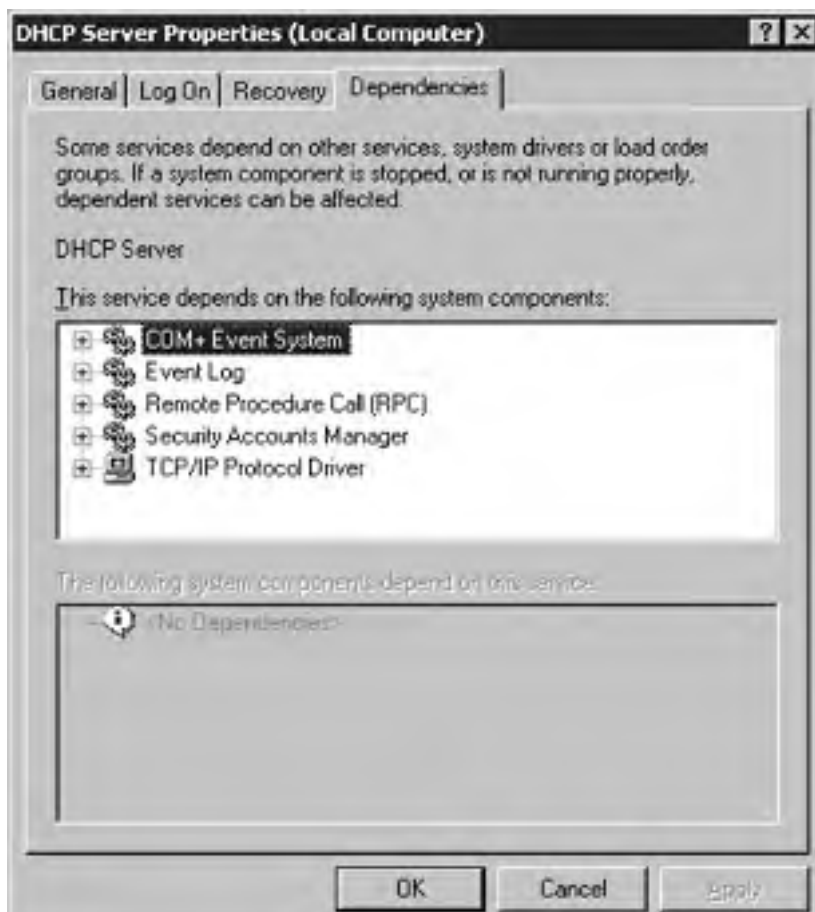 DHCP Server Properties (Local Computer)
General
Log On
Recovery
Dependencies
Some services depend on other services, system drivers or load order
groups. If a system component is stopped, or is not running properly,
dependent services can be affected.
DHCP Server
This service depends on the following system components:
COM+ Event System
Event Log
Remote Procedure Call (RPC)
Security Accounts Manager
TCP/IP Protocol Driver
The following system components depend on this service:
<No Dependencies>
OK
Cancel
Apply